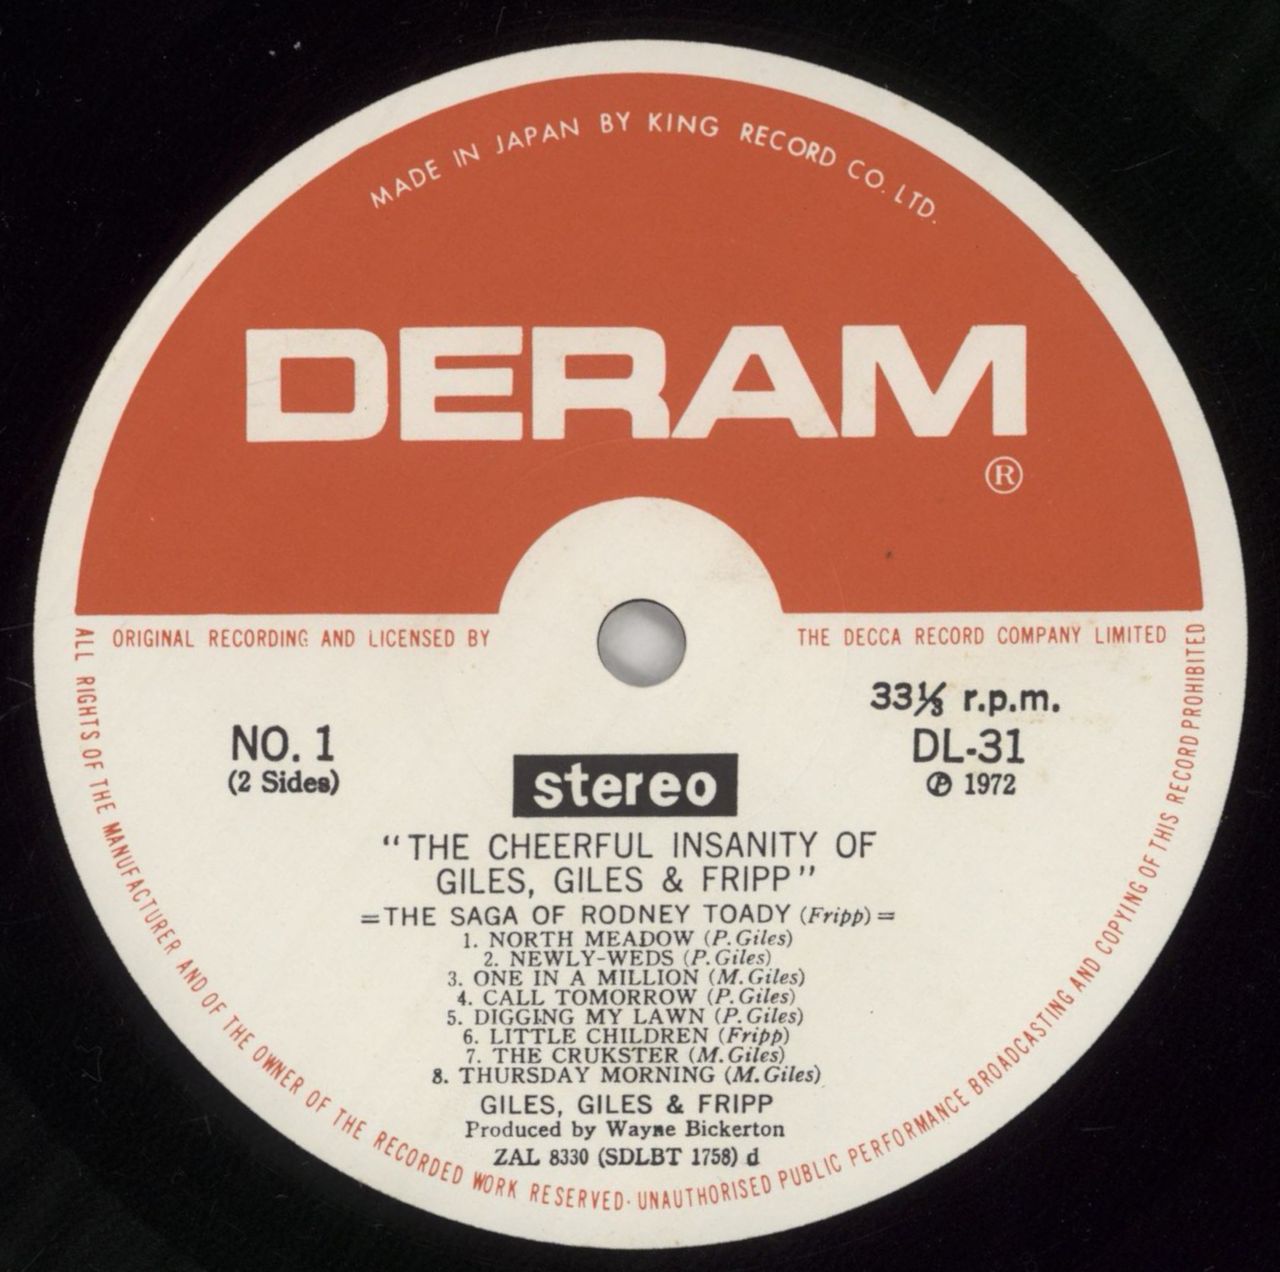 MADE IN JAPAN BY KING RECORD CO. LTD.
DERAM
®
ORIGINAL RECORDING AND LICENSED BY THE DECCA RECORD COMPANY LIMITED
33⅓ r.p.m.
NO. 1
DL-31
(2 Sides)
℗ 1972
stereo
"THE CHEERFUL INSANITY OF
GILES, GILES & FRIPP"
=THE SAGA OF RODNEY TOADY (Fripp)=
1. NORTH MEADOW (P. Giles)
2. NEWLY-WEDS (P. Giles)
3. ONE IN A MILLION (M. Giles)
4. CALL TOMORROW (P. Giles)
5. DIGGING MY LAWN (P. Giles)
6. LITTLE CHILDREN (Fripp)
7. THE CRUKSTER (M. Giles)
8. THURSDAY MORNING (M. Giles)
GILES, GILES & FRIPP
Produced by Wayne Bickerton
ZAL 8330 (SDLBT 1758) d
ALL RIGHTS OF THE MANUFACTURER AND OF THE OWNER OF THE RECORDED WORK RESERVED · UNAUTHORISED PUBLIC PERFORMANCE BROADCASTING AND COPYING OF THIS RECORD PROHIBITED